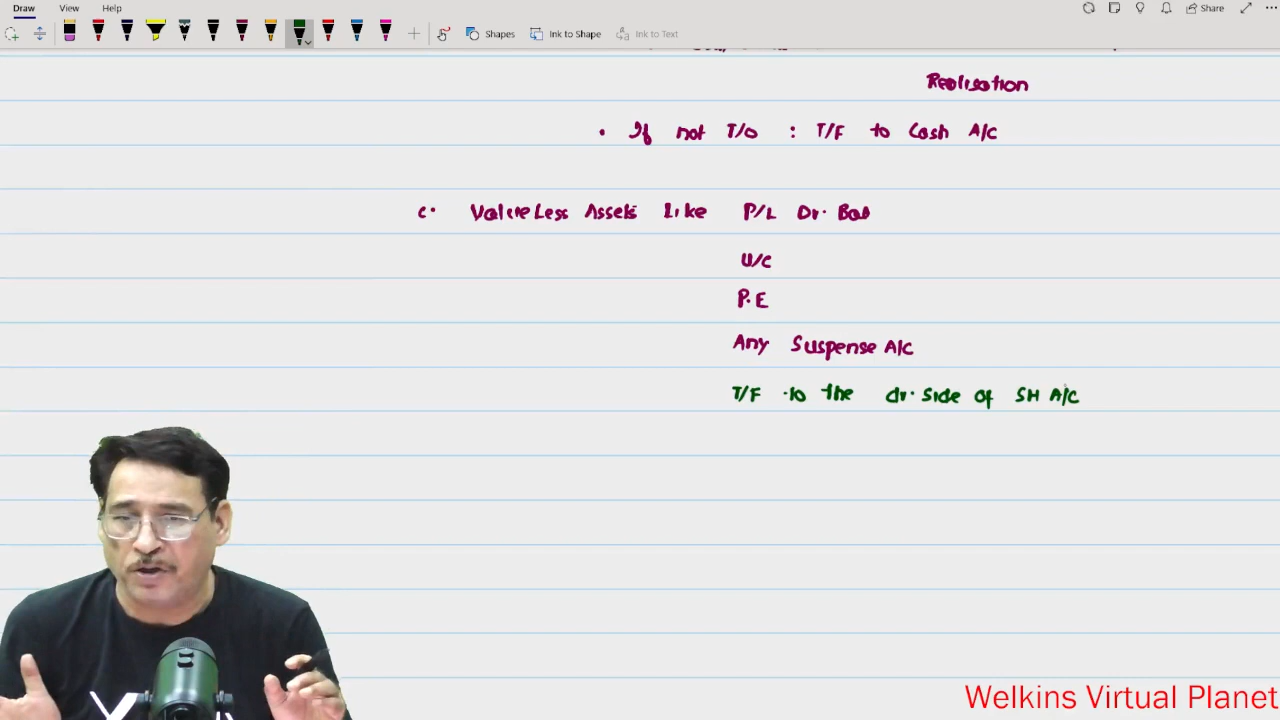 Draw View Help
Share
Shapes Ink to Shape Ink to Text
Realisation
• If not T/O : T/F to Cash A/C
c. ValueLess Assets Like P/L Dr. Bal
U/C
P.E
Any Suspense A/C
T/F to the dr. Side of SH A/C
Welkins Virtual Planet